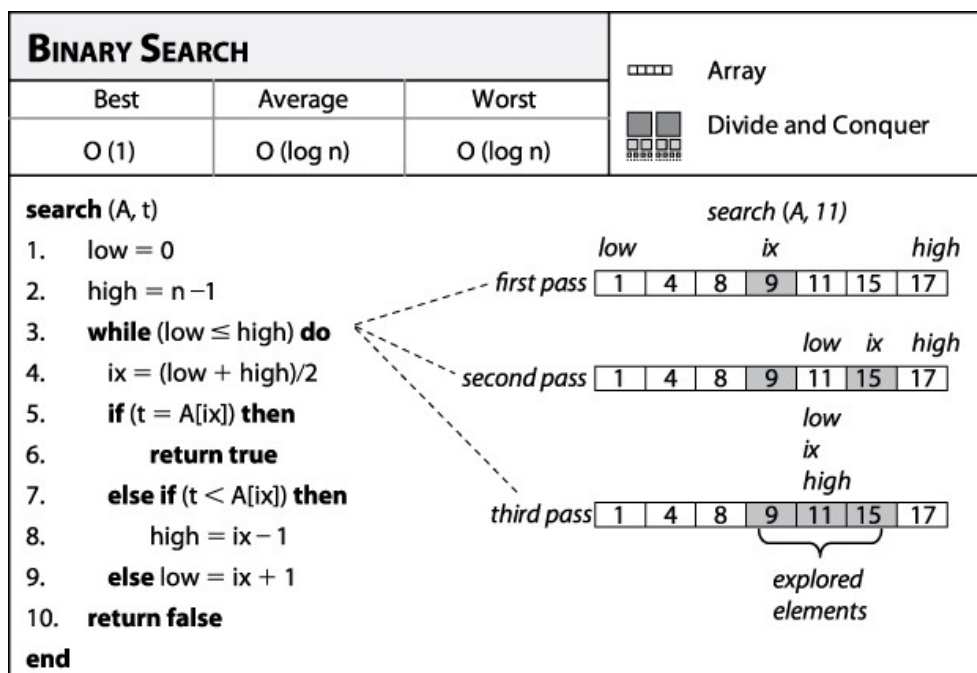 BINARY SEARCH
Best Average Worst
O (1) O (log n) O (log n)
Array
Divide and Conquer
search (A, t)
1. low = 0
2. high = n −1
3. while (low ≤ high) do
4. ix = (low + high)/2
5. if (t = A[ix]) then
6. return true
7. else if (t < A[ix]) then
8. high = ix − 1
9. else low = ix + 1
10. return false
end
search (A, 11)
low ix high
first pass 1 4 8 9 11 15 17
low ix high
second pass 1 4 8 9 11 15 17
low
ix
high
third pass 1 4 8 9 11 15 17
explored
elements